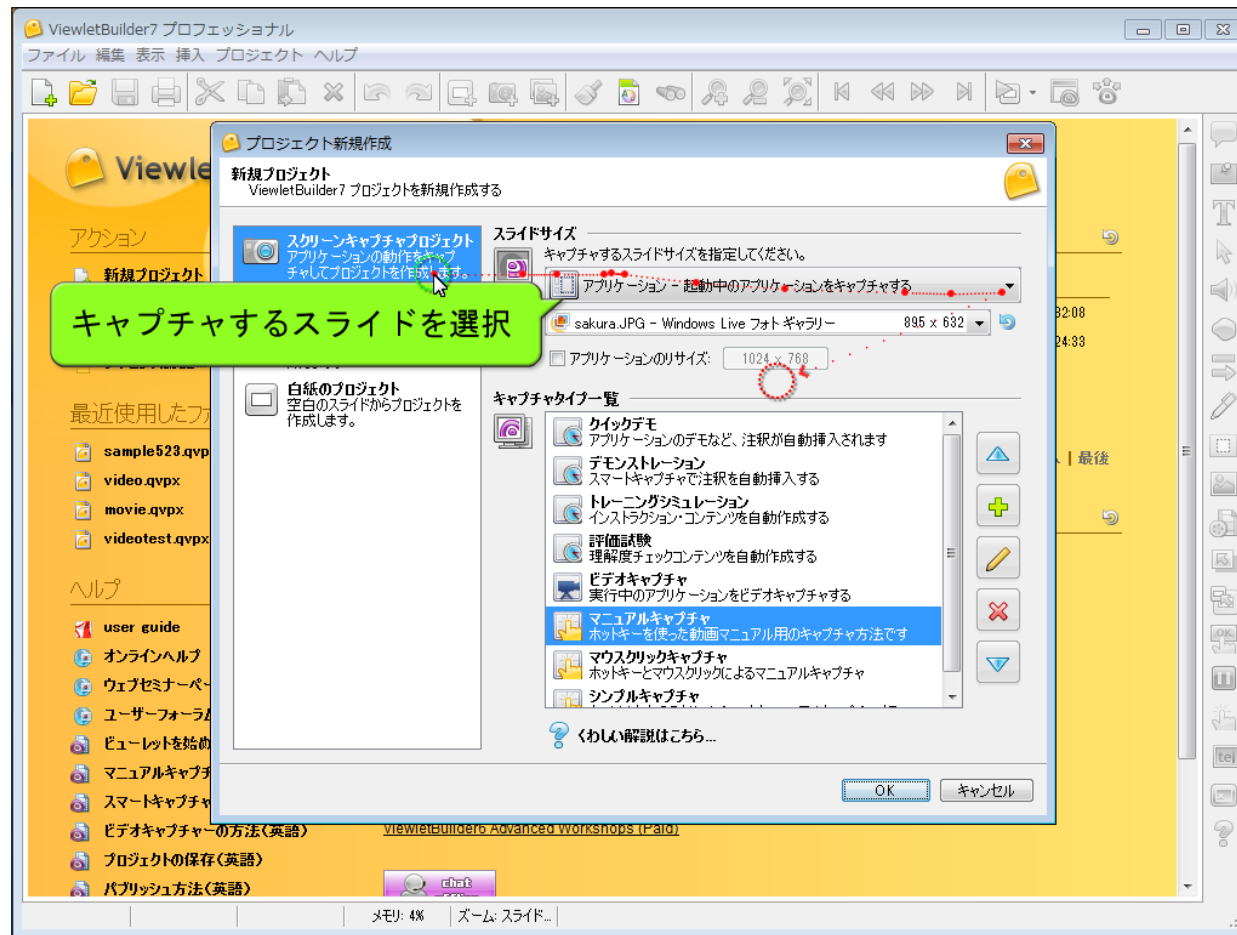 ViewletBuilder7 プロフェッショナル
ファイル 編集 表示 挿入 プロジェクト ヘルプ
プロジェクト新規作成
新規プロジェクト
ViewletBuilder7 プロジェクトを新規作成する
Viewle
アクション
新規プロジェクト
スクリーンキャプチャプロジェクト
アプリケーションの動作をキャプ
チャしてプロジェクトを作成します。
キャプチャするスライドを選択
白紙のプロジェクト
空白のスライドからプロジェクトを
作成します。
スライドサイズ
キャプチャするスライドサイズを指定してください。
アプリケーション - 起動中のアプリケーションをキャプチャする
sakura.JPG - Windows Live フォト ギャラリー 895 x 632
アプリケーションのリサイズ: 1024 x 768
キャプチャタイプ一覧
クイックデモ
アプリケーションのデモなど、注釈が自動挿入されます
デモンストレーション
スマートキャプチャで注釈を自動挿入する
トレーニングシミュレーション
インストラクション・コンテンツを自動作成する
評価試験
理解度チェックコンテンツを自動作成する
ビデオキャプチャ
実行中のアプリケーションをビデオキャプチャする
マニュアルキャプチャ
ホットキーを使った動画マニュアル用のキャプチャ方法です
マウスクリックキャプチャ
ホットキーとマウスクリックによるマニュアルキャプチャ
シンプルキャプチャ
くわしい解説はこちら...
OK キャンセル
32:08
24:33
| 最後
最近使用したファ
sample523.qvp
video.qvpx
movie.qvpx
videotest.qvpx
ヘルプ
user guide
オンラインヘルプ
ウェブセミナーペー
ユーザーフォーラム
ビューレットを始め
マニュアルキャプチ
スマートキャプチャ
ビデオキャプチャーの方法(英語)
プロジェクトの保存(英語)
パブリッシュ方法(英語)
ViewletBuilder6 Advanced Workshops (Paid)
chat
OK
tel
メモリ: 4% ズーム: スライド...